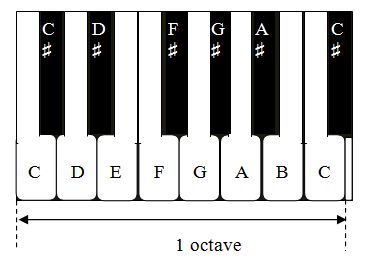 C D F G A C
♯ ♯ ♯ ♯ ♯ ♯
C D E F G A B C
1 octave